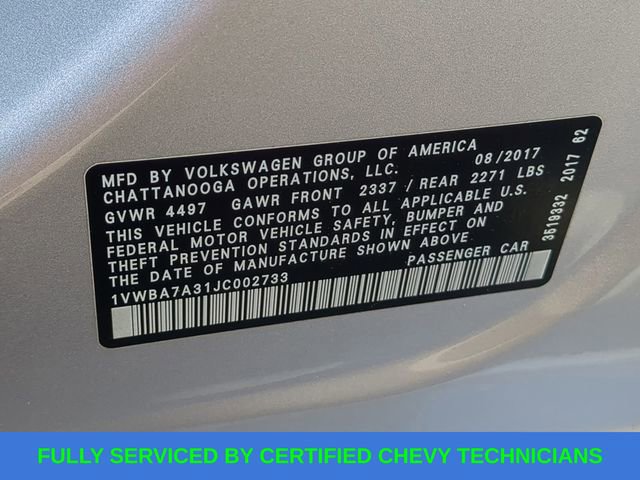 MFD BY VOLKSWAGEN GROUP OF AMERICA
CHATTANOOGA OPERATIONS, LLC. 08/2017
GVWR 4497 GAWR FRONT 2337 / REAR 2271 LBS
THIS VEHICLE CONFORMS TO ALL APPLICABLE U.S.
FEDERAL MOTOR VEHICLE SAFETY, BUMPER AND
THEFT PREVENTION STANDARDS IN EFFECT ON
THE DATE OF MANUFACTURE SHOWN ABOVE
1VWBA7A31JC002733 PASSENGER CAR
3519332 2017 62
FULLY SERVICED BY CERTIFIED CHEVY TECHNICIANS